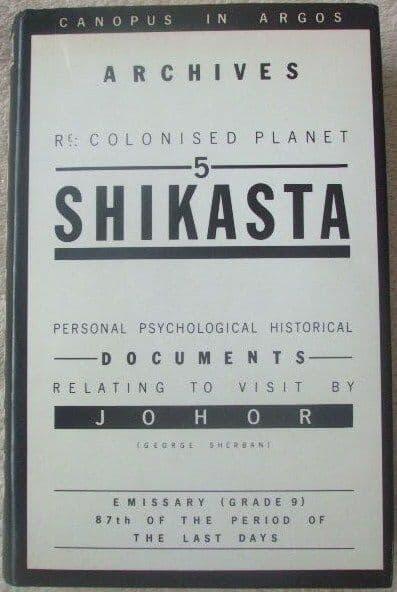 CANOPUS IN ARGOS
ARCHIVES
RE: COLONISED PLANET
5
SHIKASTA
PERSONAL PSYCHOLOGICAL HISTORICAL
DOCUMENTS
RELATING TO VISIT BY
JOHOR
(GEORGE SHERBAN)
EMISSARY (GRADE 9)
87th OF THE PERIOD OF
THE LAST DAYS